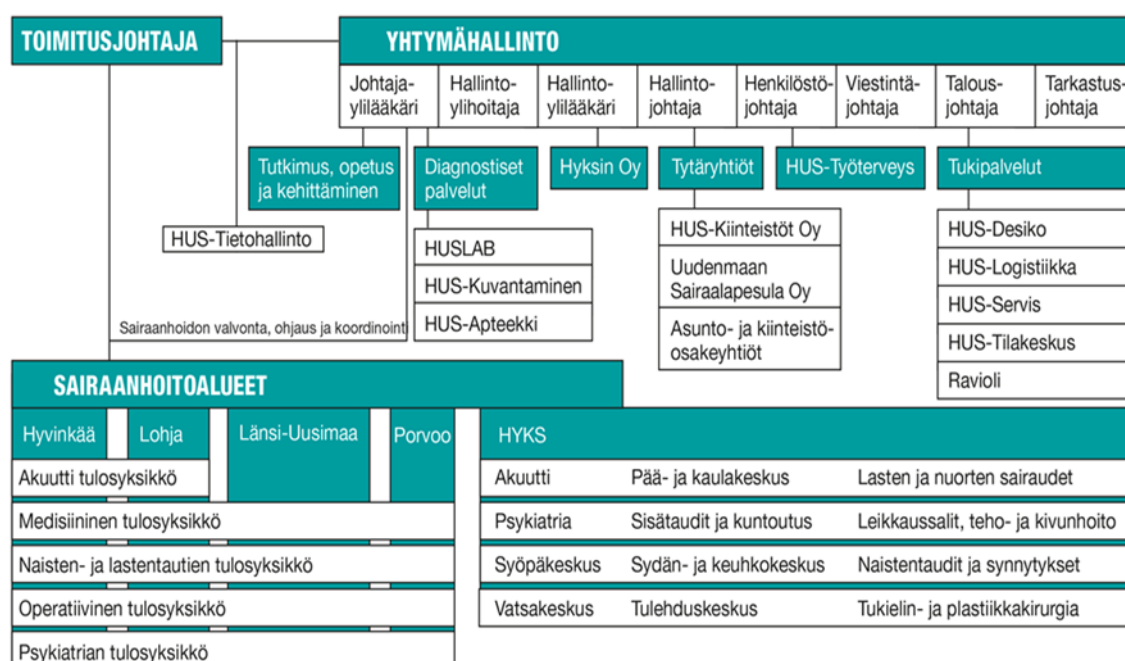 TOIMITUSJOHTAJA
YHTYMÄHALLINTO
Johtaja-
ylilääkäri
Hallinto-
ylihoitaja
Hallinto-
ylilääkäri
Hallinto-
johtaja
Henkilöstö-
johtaja
Viestintä-
johtaja
Talous-
johtaja
Tarkastus-
johtaja
Tutkimus, opetus
ja kehittäminen
Diagnostiset
palvelut
Hyksin Oy
Tytäryhtiöt
HUS-Työterveys
Tukipalvelut
HUS-Tietohallinto
HUSLAB
HUS-Kuvantaminen
HUS-Apteekki
HUS-Kiinteistöt Oy
Uudenmaan
Sairaalapesula Oy
Asunto- ja kiinteistö-
osakeyhtiöt
HUS-Desiko
HUS-Logistiikka
HUS-Servis
HUS-Tilakeskus
Ravioli
Sairaanhoidon valvonta, ohjaus ja koordinointi
SAIRAANHOITOALUEET
Hyvinkää
Lohja
Länsi-Uusimaa
Porvoo
Akuutti tulosyksikkö
Medisiininen tulosyksikkö
Naisten- ja lastentautien tulosyksikkö
Operatiivinen tulosyksikkö
Psykiatrian tulosyksikkö
HYKS
Akuutti Pää- ja kaulakeskus Lasten ja nuorten sairaudet
Psykiatria Sisätaudit ja kuntoutus Leikkaussalit, teho- ja kivunhoito
Syöpäkeskus Sydän- ja keuhkokeskus Naistentaudit ja synnytykset
Vatsakeskus Tulehduskeskus Tukielin- ja plastiikkakirurgia